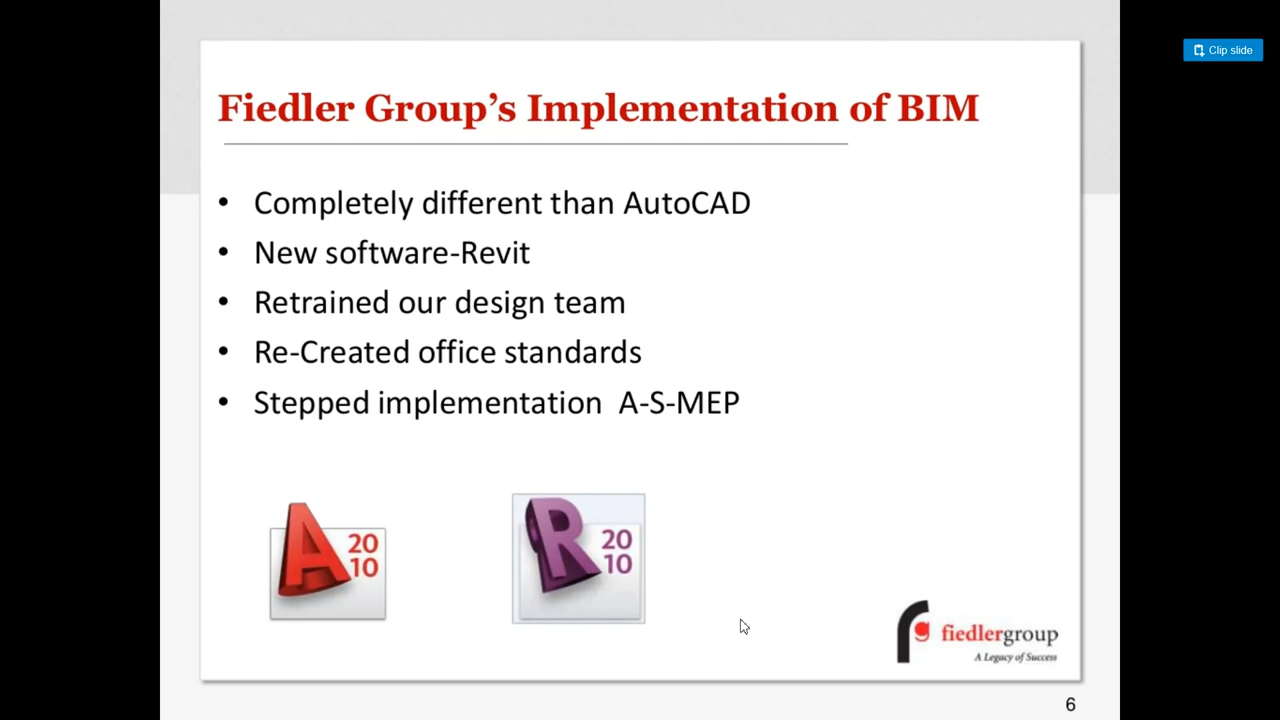 Clip slide
Fiedler Group’s Implementation of BIM
• Completely different than AutoCAD
• New software-Revit
• Retrained our design team
• Re-Created office standards
• Stepped implementation  A-S-MEP
A 20
10
R 20
10
fiedlergroup
A Legacy of Success
6